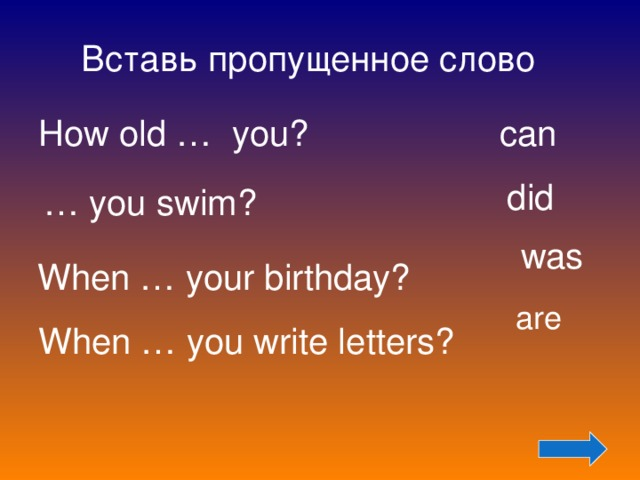 Вставь пропущенное слово
How old … you?
can
… you swim?
did
When … your birthday?
was
When … you write letters?
are